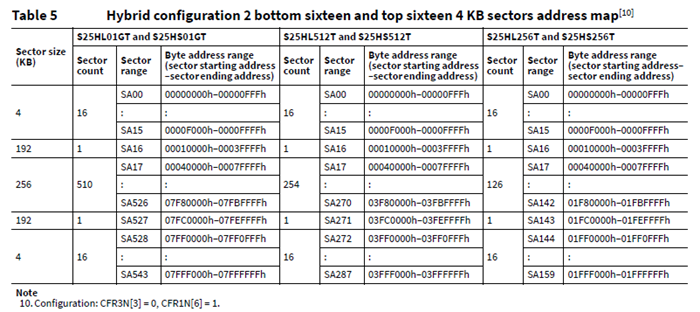 Table 5 Hybrid configuration 2 bottom sixteen and top sixteen 4 KB sectors address map[10]
Sector size (KB) S25HL01GT and S25HS01GT S25HL512T and S25HS512T S25HL256T and S25HS256T
Sector count Sector range Byte address range (sector starting address –sector ending address) Sector count Sector range Byte address range (sector starting address –sector ending address) Sector count Sector range Byte address range (sector starting address– sector ending address)
4 16 SA00 00000000h–00000FFFh 16 SA00 00000000h–00000FFFh 16 SA00 00000000h–00000FFFh
: : : : : :
SA15 0000F000h–0000FFFFh SA15 0000F000h–0000FFFFh SA15 0000F000h–0000FFFFh
192 1 SA16 00010000h–0003FFFFh 1 SA16 00010000h–0003FFFFh 1 SA16 00010000h–0003FFFFh
256 510 SA17 00040000h–0007FFFFh 254 SA17 00040000h–0007FFFFh 126 SA17 00040000h–0007FFFFh
: : : : : :
SA526 07F80000h–07FBFFFFh SA270 03F80000h–03FBFFFFh SA142 01F80000h–01FBFFFFh
192 1 SA527 07FC0000h–07FEFFFFh 1 SA271 03FC0000h–03FEFFFFh 1 SA143 01FC0000h–01FEFFFFh
4 16 SA528 07FF0000h–07FF0FFFh 16 SA272 03FF0000h–03FF0FFFh 16 SA144 01FF0000h–01FF0FFFh
: : : : : :
SA543 07FFF000h–07FFFFFFh SA287 03FFF000h–03FFFFFFh SA159 01FFF000h–01FFFFFFh
Note
10. Configuration: CFR3N[3] = 0, CFR1N[6] = 1.